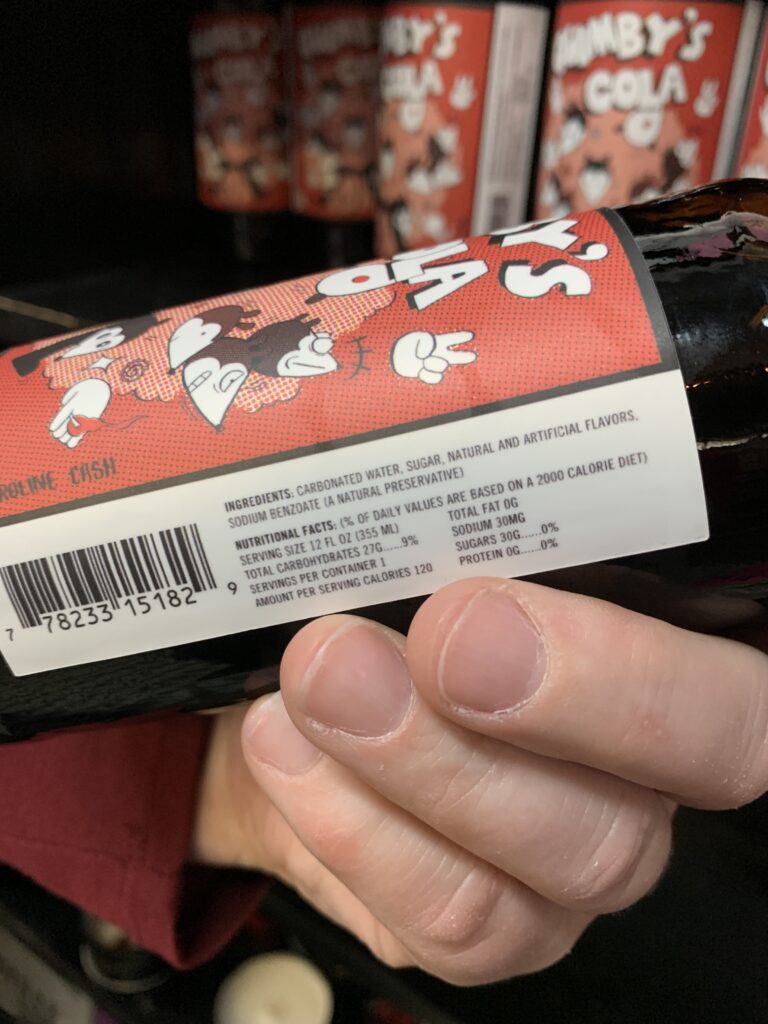 COLA
HUMBY'S
COLA
Y'S
LA
ROLINE CASH
INGREDIENTS: CARBONATED WATER, SUGAR, NATURAL AND ARTIFICIAL FLAVORS,
SODIUM BENZOATE (A NATURAL PRESERVATIVE)
NUTRITIONAL FACTS: (% OF DAILY VALUES ARE BASED ON A 2000 CALORIE DIET)
SERVING SIZE 12 FL OZ (355 ML)
TOTAL CARBOHYDRATES 27G......9%
SERVINGS PER CONTAINER 1
AMOUNT PER SERVING CALORIES 120
TOTAL FAT 0G
SODIUM 30MG
SUGARS 30G......0%
PROTEIN 0G......0%
7 78233 15182 9